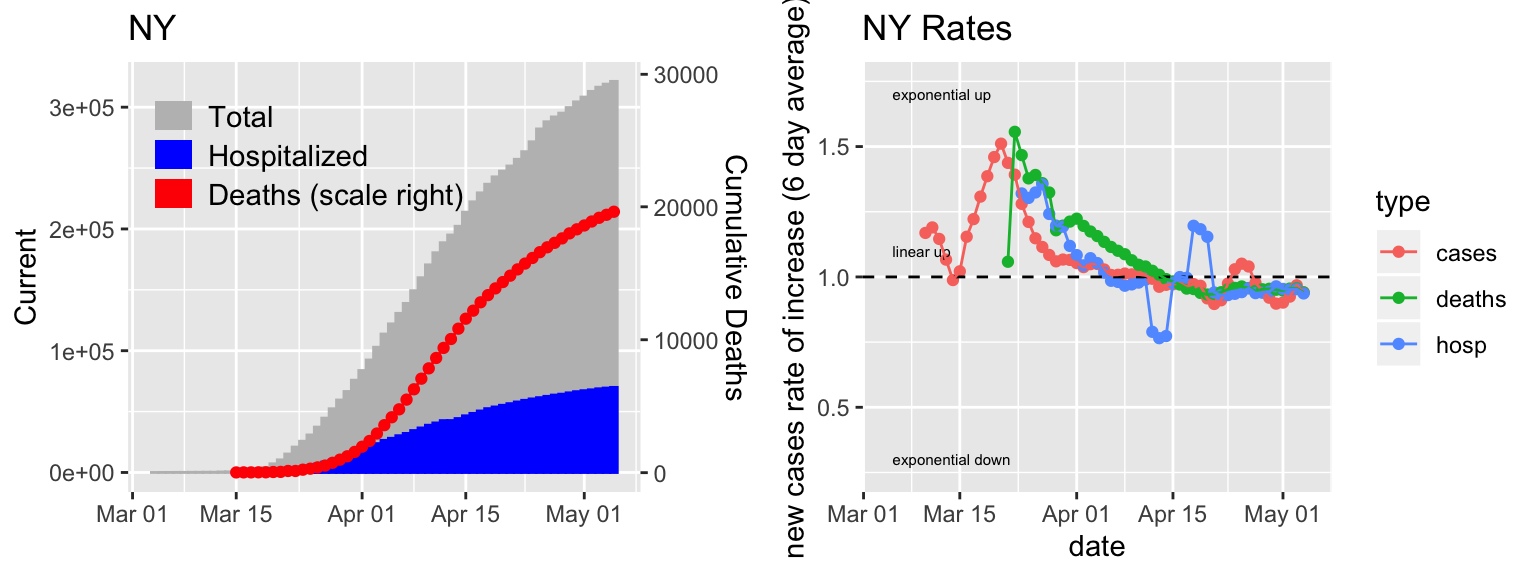 NY
3e+05
2e+05
1e+05
0e+00
Current
Total
Hospitalized
Deaths (scale right)
30000
20000
10000
0
Cumulative Deaths
Mar 01
Mar 15
Apr 01
Apr 15
May 01
NY Rates
new cases rate of increase (6 day average)
1.5
1.0
0.5
exponential up
linear up
exponential down
Mar 01
Mar 15
Apr 01
Apr 15
May 01
date
type
cases
deaths
hosp